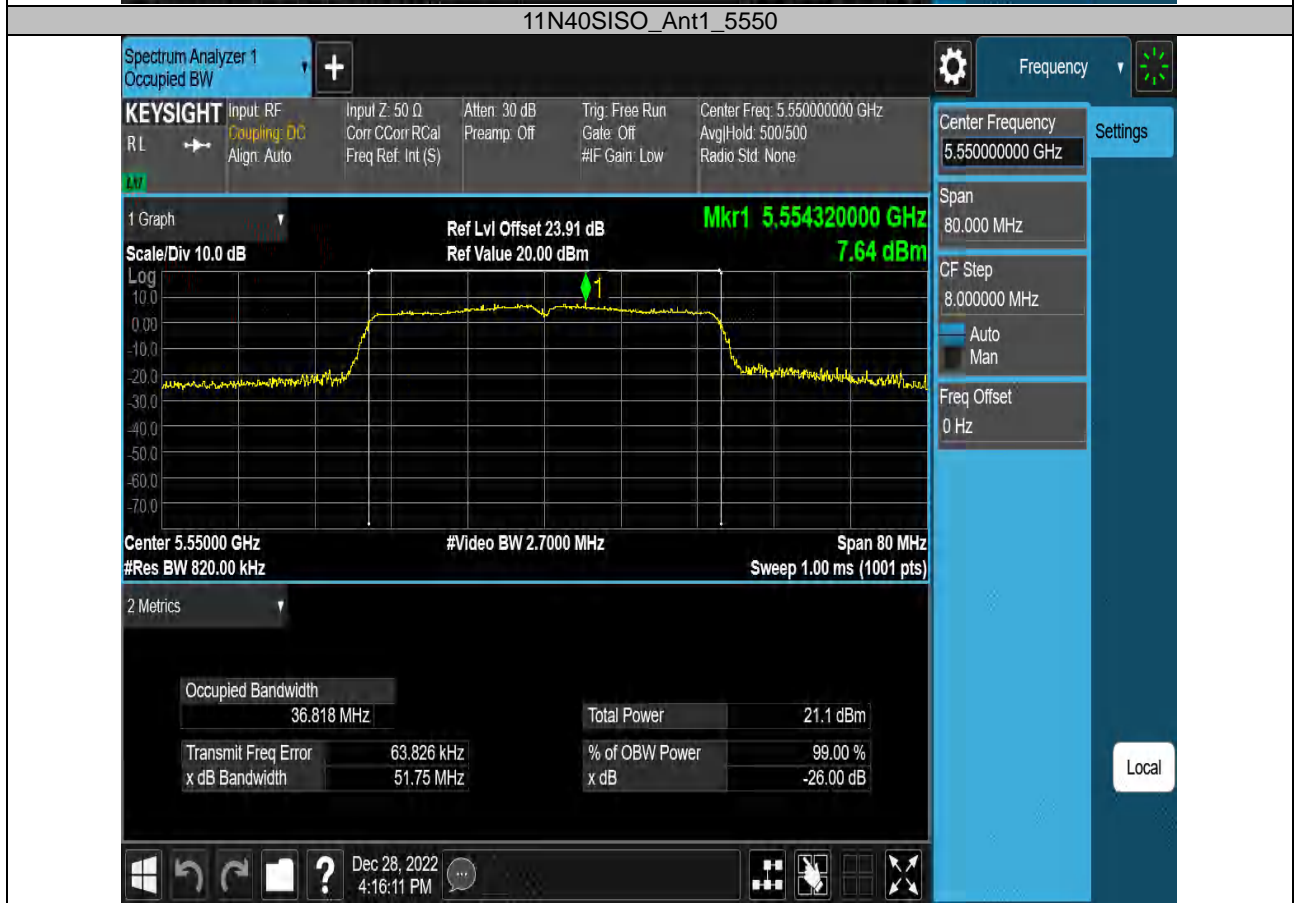 11N40SISO_Ant1_5550
Spectrum Analyzer 1
Occupied BW
Frequency
KEYSIGHT
RL
LXI
Input: RF
Coupling: DC
Align: Auto
Input Z: 50 Ω
Corr CCorr RCal
Freq Ref: Int (S)
Atten: 30 dB
Preamp: Off
Trig: Free Run
Gate: Off
#IF Gain: Low
Center Freq: 5.550000000 GHz
Avg|Hold: 500/500
Radio Std: None
Center Frequency
5.550000000 GHz
Settings
Span
80.000 MHz
CF Step
8.000000 MHz
Auto
Man
Freq Offset
0 Hz
1 Graph
Scale/Div 10.0 dB
Ref Lvl Offset 23.91 dB
Ref Value 20.00 dBm
Mkr1 5.554320000 GHz
7.64 dBm
Log
10.0
0.00
-10.0
-20.0
-30.0
-40.0
-50.0
-60.0
-70.0
1
Center 5.55000 GHz
#Res BW 820.00 kHz
#Video BW 2.7000 MHz
Span 80 MHz
Sweep 1.00 ms (1001 pts)
2 Metrics
Occupied Bandwidth
36.818 MHz
Total Power 21.1 dBm
Transmit Freq Error 63.826 kHz
% of OBW Power 99.00 %
x dB Bandwidth 51.75 MHz
x dB -26.00 dB
Local
Dec 28, 2022
4:16:11 PM